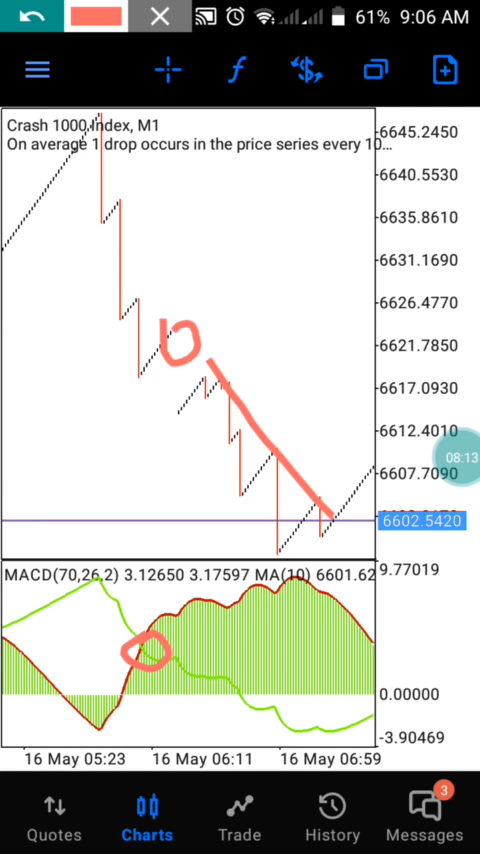 61% 9:06 AM
f $
Crash 1000 Index, M1
On average 1 drop occurs in the price series every 10...
6645.2450
6640.5530
6635.8610
6631.1690
6626.4770
6621.7850
6617.0930
6612.4010
08:13
6607.7090
6602.5420
MACD(70,26,2) 3.12650 3.17597 MA(10) 6601.62
9.77019
0.00000
-3.90469
16 May 05:23 16 May 06:11 16 May 06:59
3
Quotes Charts Trade History Messages